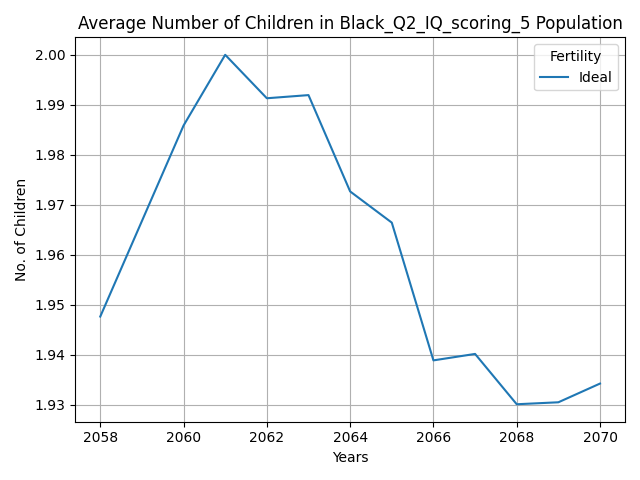 Average Number of Children in Black_Q2_IQ_scoring_5 Population
Fertility
Ideal
No. of Children
2.00
1.99
1.98
1.97
1.96
1.95
1.94
1.93
2058 2060 2062 2064 2066 2068 2070
Years